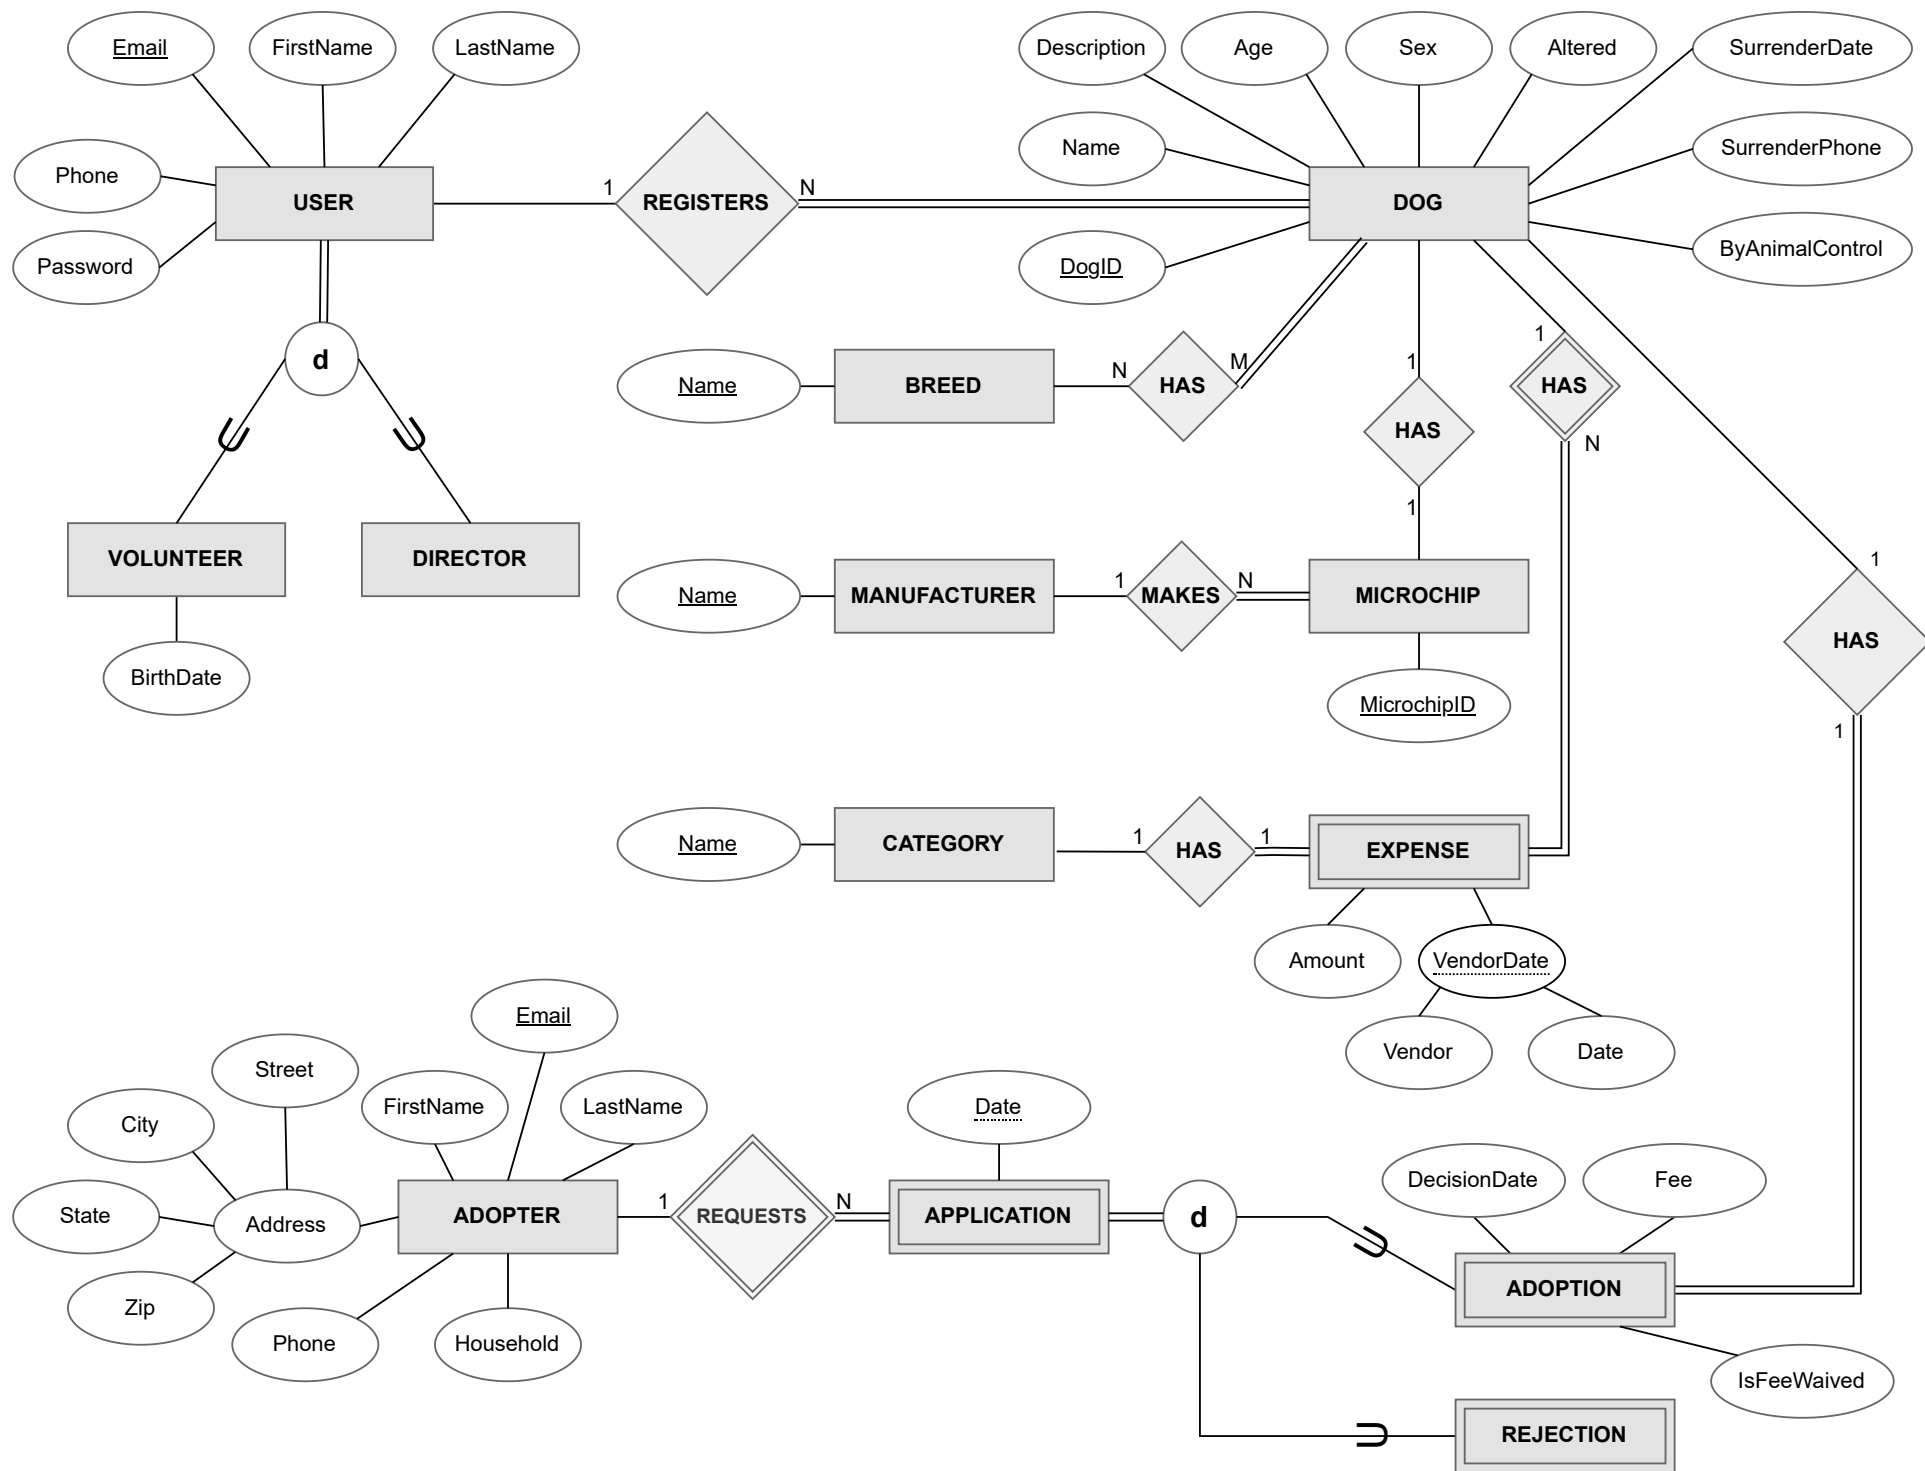 Email
FirstName
LastName
Description
Age
Sex
Altered
SurrenderDate
Phone
Name
SurrenderPhone
USER
1
REGISTERS
N
DOG
Password
DogID
ByAnimalControl
d
Name
BREED
N
HAS
M
1
HAS
1
1
HAS
N
VOLUNTEER
DIRECTOR
BirthDate
Name
MANUFACTURER
1
MAKES
N
MICROCHIP
MicrochipID
1
HAS
1
Name
CATEGORY
1
HAS
1
EXPENSE
Amount
VendorDate
Vendor
Date
Email
Street
City
FirstName
LastName
State
Address
Zip
ADOPTER
Phone
Household
1
REQUESTS
N
Date
APPLICATION
d
DecisionDate
Fee
ADOPTION
IsFeeWaived
REJECTION